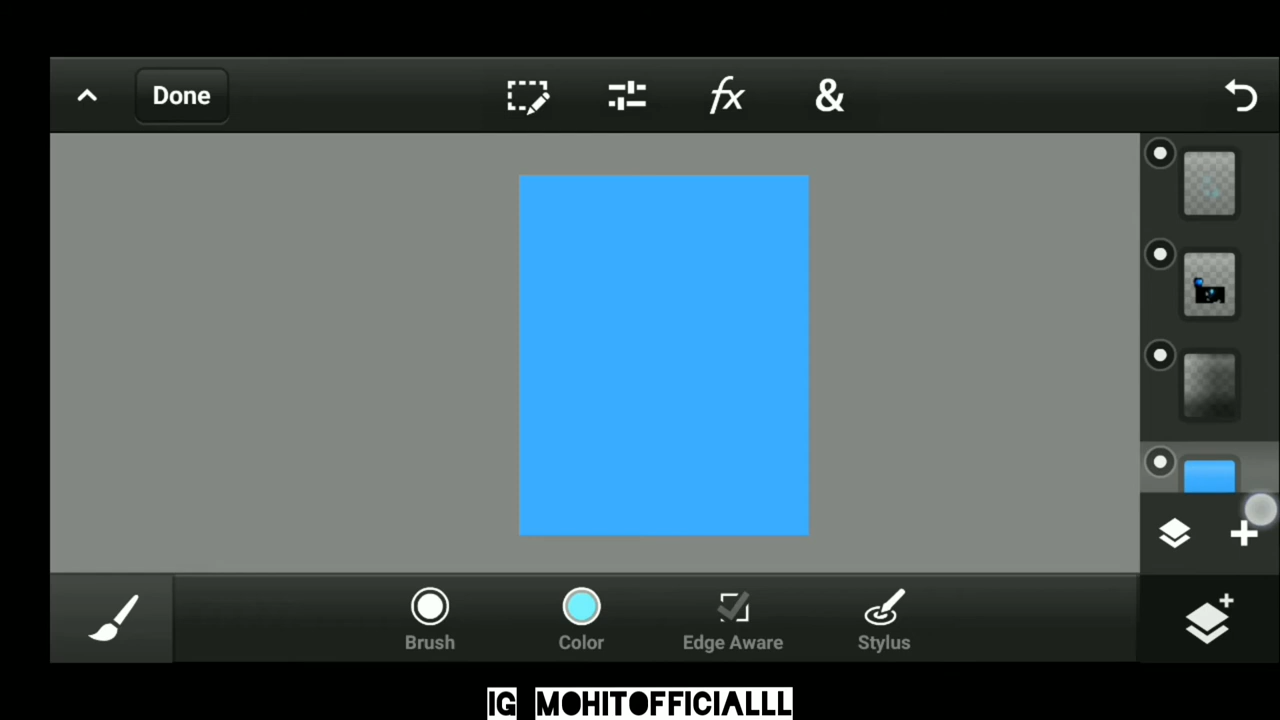 Done
fx
&
Brush
Color
Edge Aware
Stylus
IG MOHITOFFICIALLL